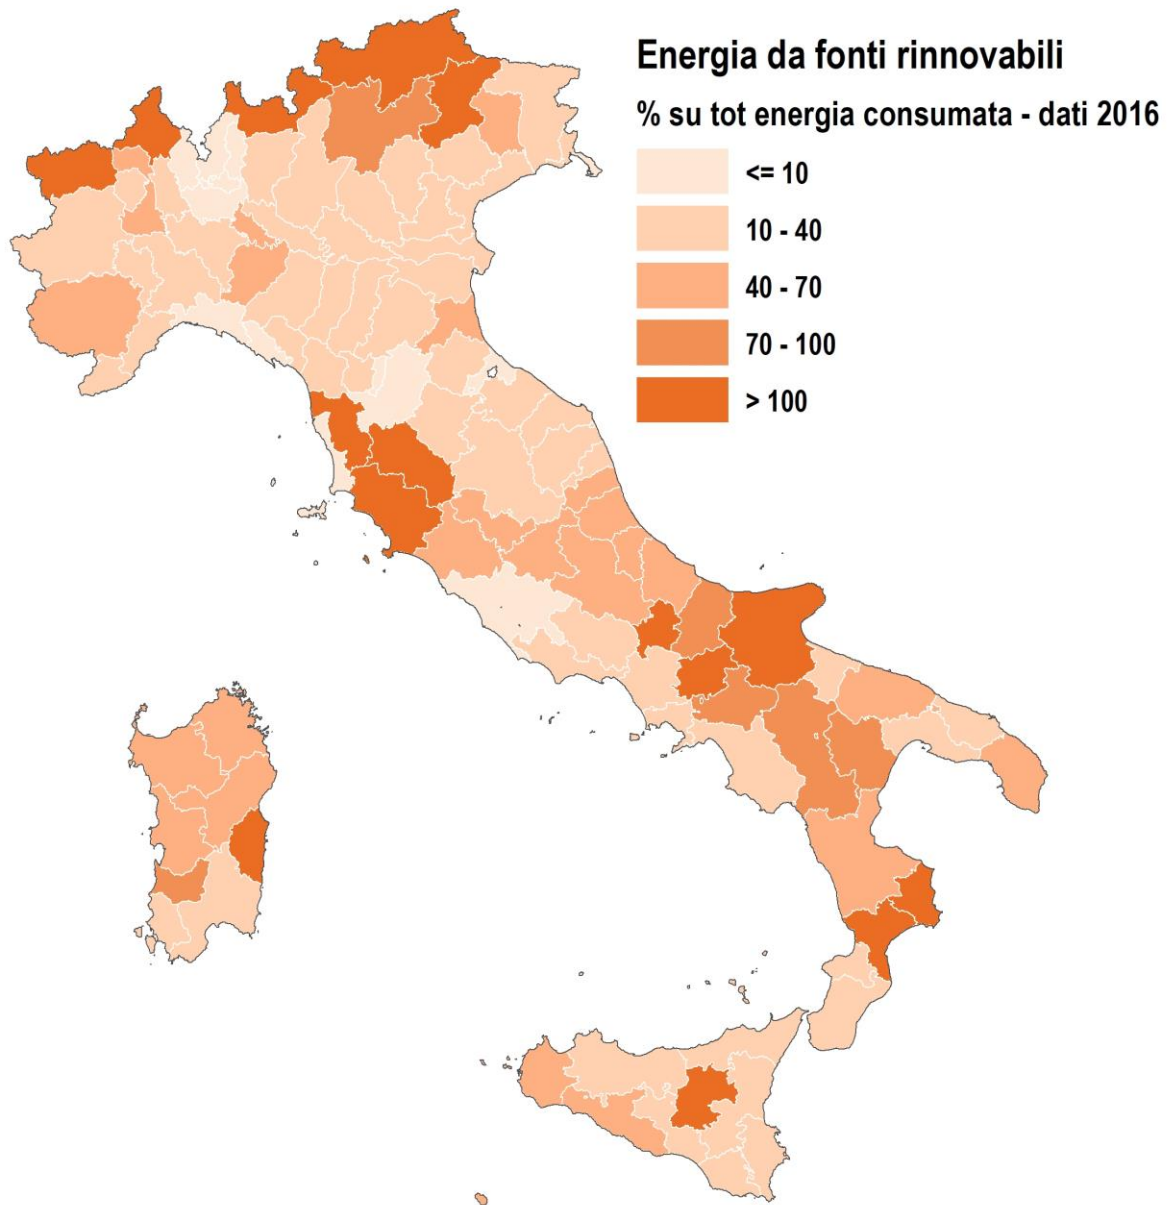 Energia da fonti rinnovabili
% su tot energia consumata - dati 2016
<= 10
10 - 40
40 - 70
70 - 100
> 100